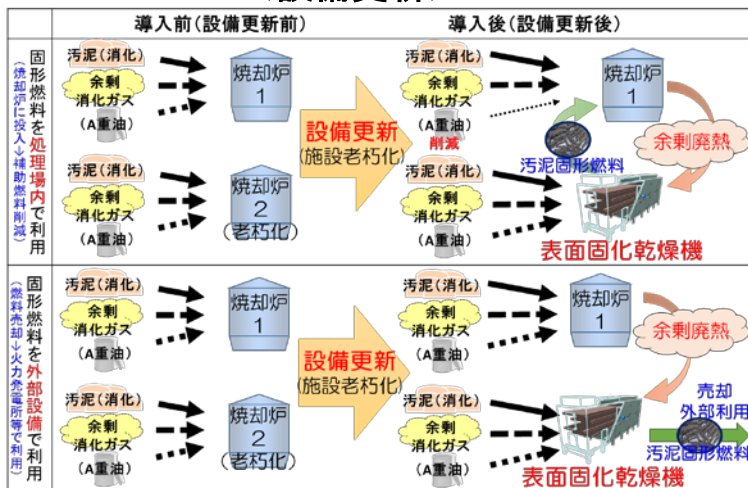 導入前(設備更新前)
導入後(設備更新後)
固形燃料を処理場内で利用
(焼却炉に投入→補助燃料削減)
汚泥(消化)
余剰
消化ガス
(A重油)
焼却炉
1
汚泥(消化)
余剰
消化ガス
(A重油)
焼却炉
2
(老朽化)
設備更新
(施設老朽化)
汚泥(消化)
余剰
消化ガス
(A重油)
削減
焼却炉
1
余剰廃熱
汚泥固形燃料
汚泥(消化)
余剰
消化ガス
(A重油)
表面固化乾燥機
固形燃料を外部設備で利用
(燃料売却→火力発電所等で利用)
汚泥(消化)
余剰
消化ガス
(A重油)
焼却炉
1
汚泥(消化)
余剰
消化ガス
(A重油)
焼却炉
2
(老朽化)
設備更新
(施設老朽化)
汚泥(消化)
余剰
消化ガス
(A重油)
焼却炉
1
余剰廃熱
汚泥(消化)
余剰
消化ガス
(A重油)
表面固化乾燥機
売却
外部利用
汚泥固形燃料